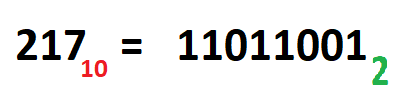 217₁₀ = 11011001₂